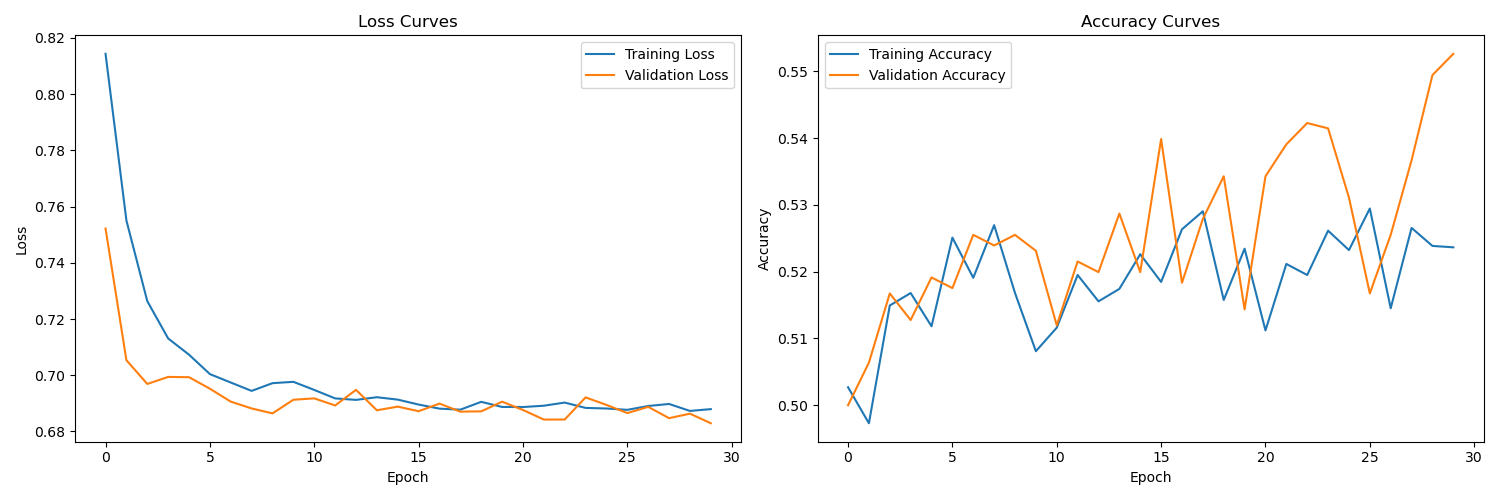 Loss Curves
0.82
0.80
0.78
0.76
0.74
0.72
0.70
0.68
Loss
0 5 10 15 20 25 30
Epoch
Training Loss
Validation Loss
Accuracy Curves
0.55
0.54
0.53
0.52
0.51
0.50
Accuracy
0 5 10 15 20 25 30
Epoch
Training Accuracy
Validation Accuracy